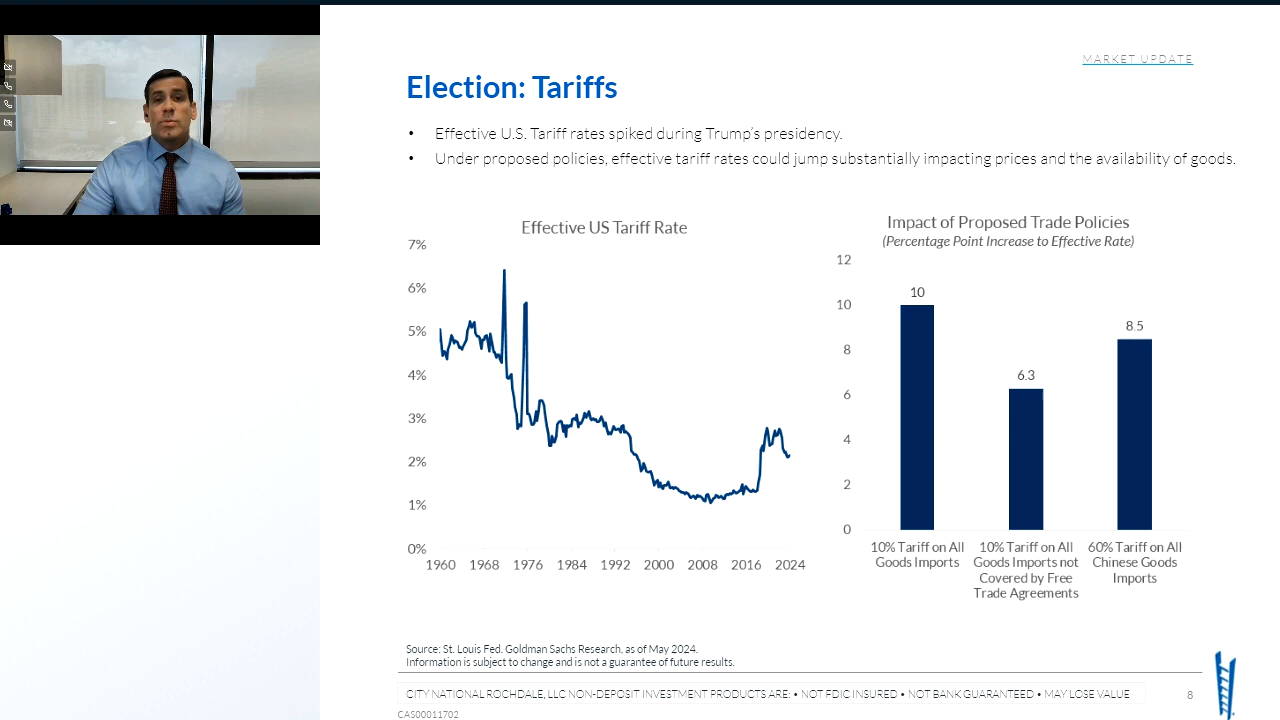 MARKET UPDATE
Election: Tariffs
• Effective U.S. Tariff rates spiked during Trump's presidency.
• Under proposed policies, effective tariff rates could jump substantially impacting prices and the availability of goods.
Effective US Tariff Rate
7%
6%
5%
4%
3%
2%
1%
0%
1960 1968 1976 1984 1992 2000 2008 2016 2024
Impact of Proposed Trade Policies
(Percentage Point Increase to Effective Rate)
12
10
8
6
4
2
0
10
6.3
8.5
10% Tariff on All
Goods Imports
10% Tariff on All
Goods Imports not
Covered by Free
Trade Agreements
60% Tariff on All
Chinese Goods
Imports
Source: St. Louis Fed. Goldman Sachs Research, as of May 2024.
Information is subject to change and is not a guarantee of future results.
CITY NATIONAL ROCHDALE, LLC NON-DEPOSIT INVESTMENT PRODUCTS ARE: • NOT FDIC INSURED • NOT BANK GUARANTEED • MAY LOSE VALUE
8
CAS00011702